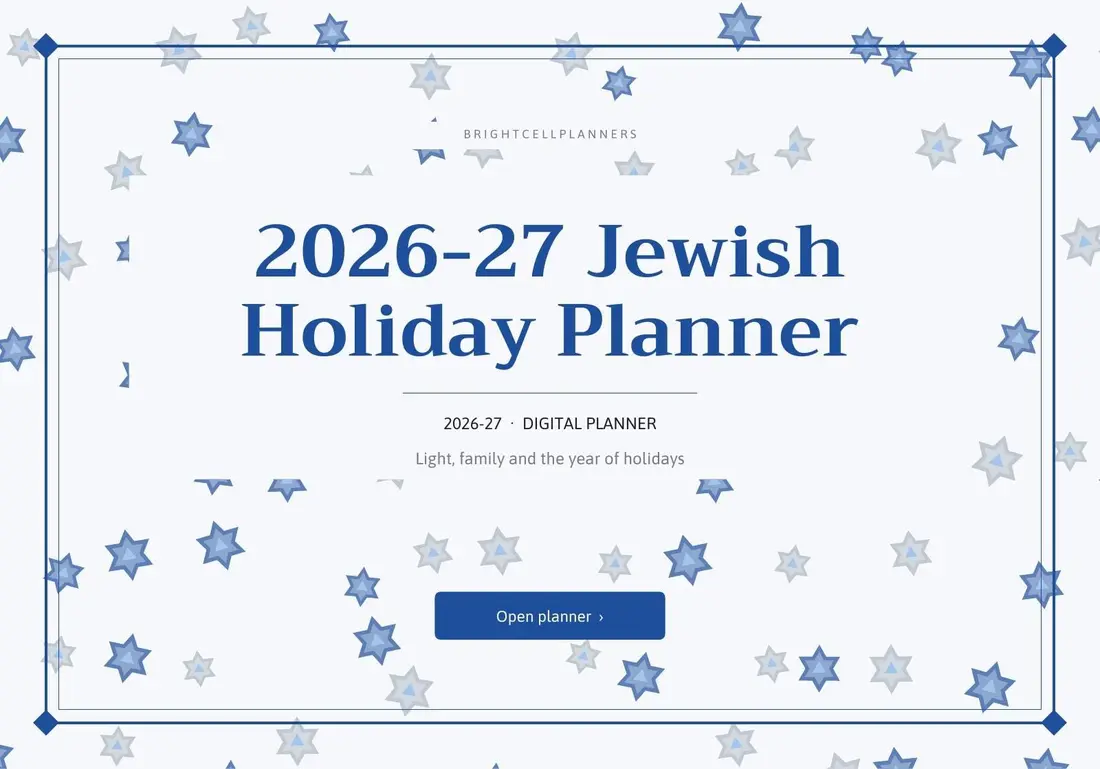 BRIGHTCELLPLANNERS
2026-27 Jewish
Holiday Planner
2026-27 · DIGITAL PLANNER
Light, family and the year of holidays
Open planner ›